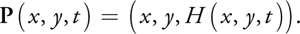 P(x, y, t) = (x, y, H(x, y, t)).